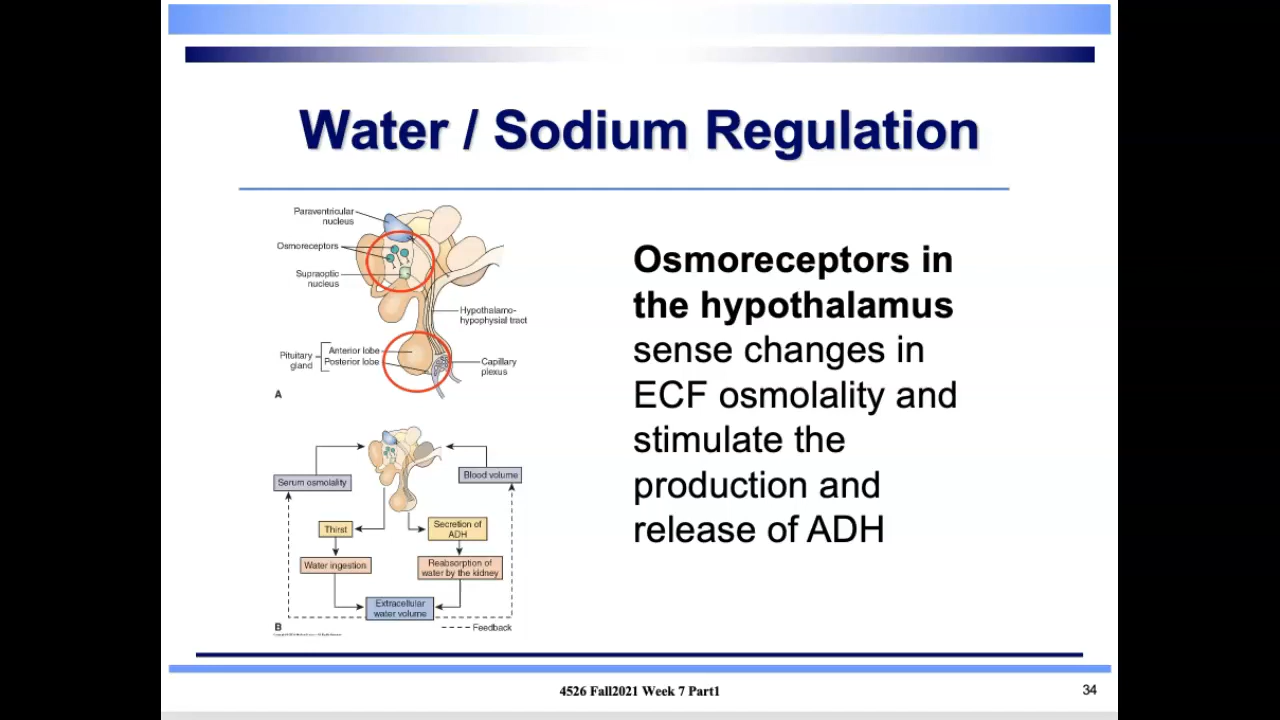 Water / Sodium Regulation
Paraventricular
nucleus
Osmoreceptors
Supraoptic
nucleus
Hypothalamo-
hypophysial tract
Pituitary
gland
Anterior lobe
Posterior lobe
Capillary
plexus
A
Serum osmolality
Blood volume
Thirst
Secretion of
ADH
Water ingestion
Reabsorption of
water by the kidney
Extracellular
water volume
B
Feedback
Osmoreceptors in
the hypothalamus
sense changes in
ECF osmolality and
stimulate the
production and
release of ADH
4526 Fall2021 Week 7 Part1
34